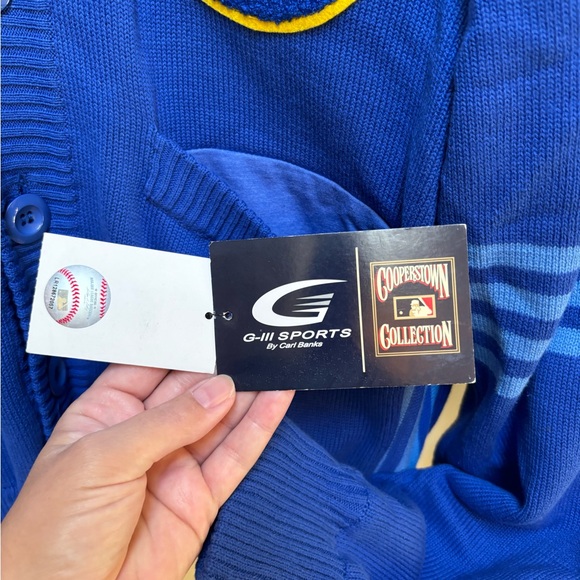 G-III SPORTS
By Carl Banks
COOPERSTOWN
COLLECTION